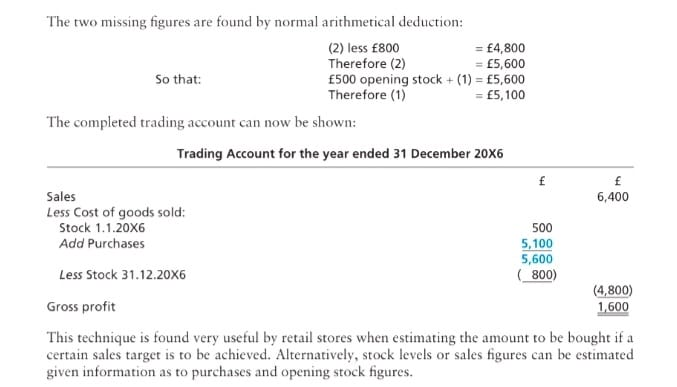 The two missing figures are found by normal arithmetical deduction:
(2) less £800 = £4,800
Therefore (2) = £5,600
So that: £500 opening stock + (1) = £5,600
Therefore (1) = £5,100
The completed trading account can now be shown:
Trading Account for the year ended 31 December 20X6
£ £
Sales 6,400
Less Cost of goods sold:
Stock 1.1.20X6 500
Add Purchases 5,100
5,600
Less Stock 31.12.20X6 ( 800)
(4,800)
Gross profit 1,600
This technique is found very useful by retail stores when estimating the amount to be bought if a
certain sales target is to be achieved. Alternatively, stock levels or sales figures can be estimated
given information as to purchases and opening stock figures.